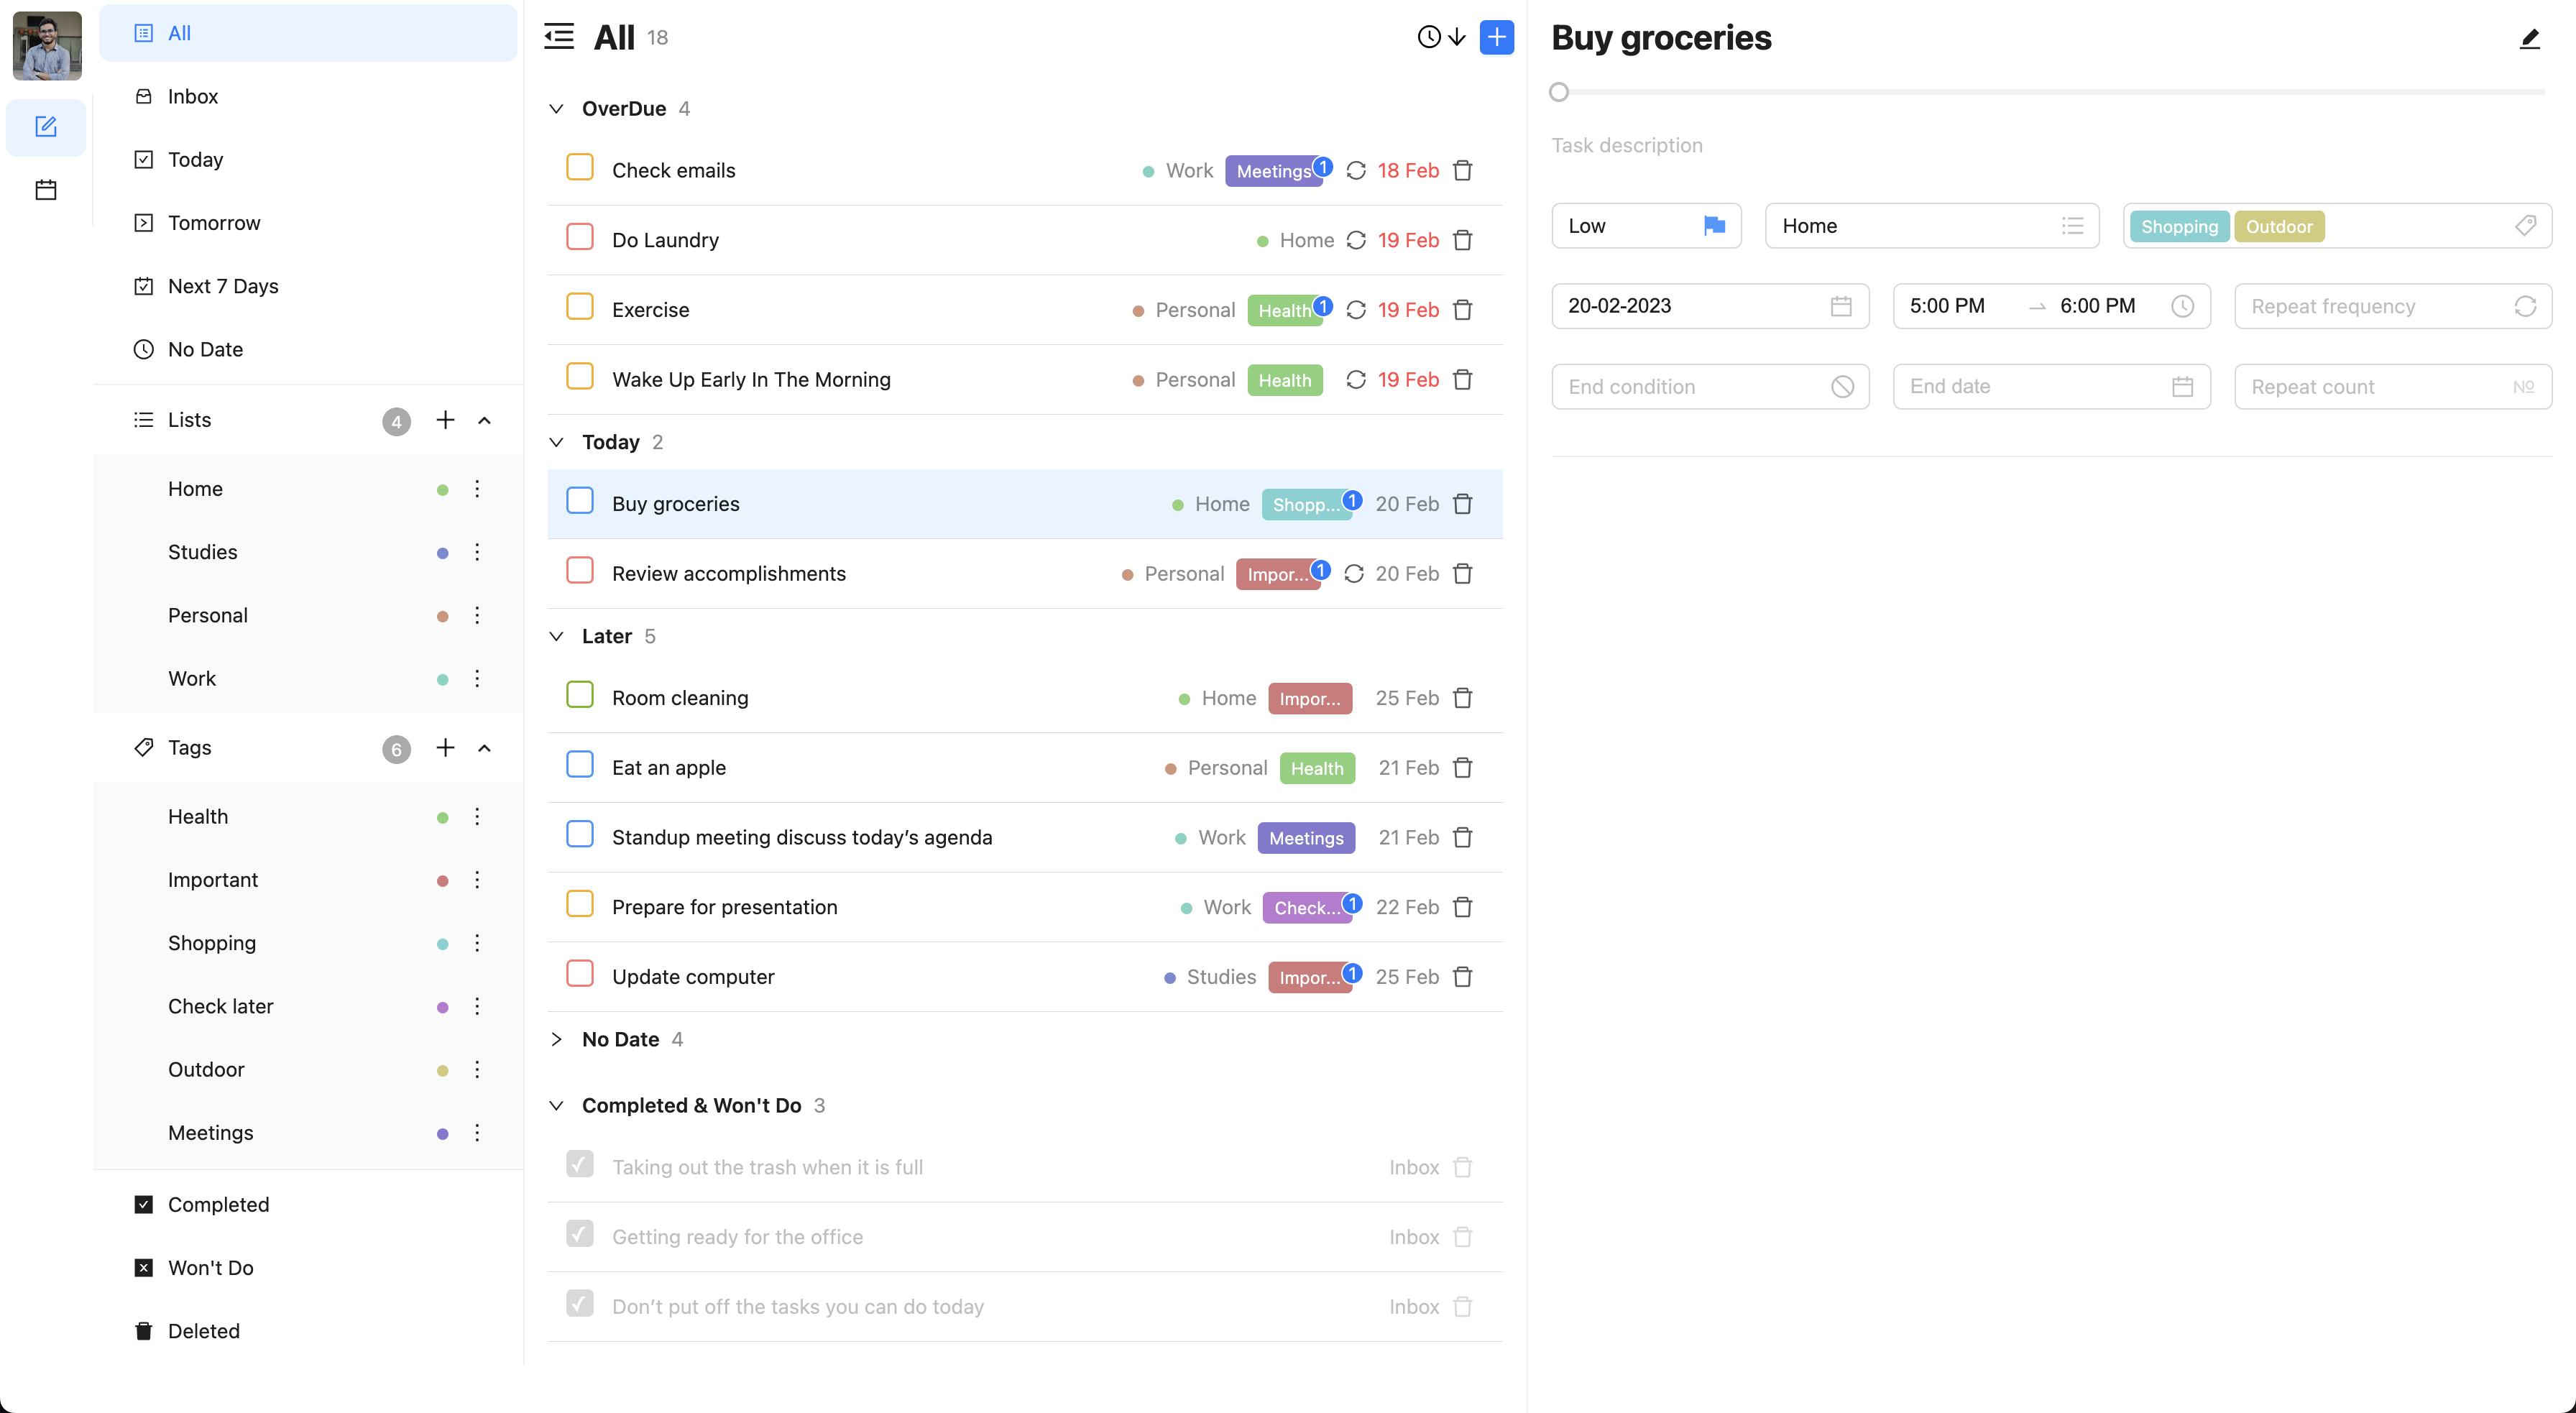 All
Inbox
Today
Tomorrow
Next 7 Days
No Date
Lists 4
Home
Studies
Personal
Work
Tags 6
Health
Important
Shopping
Check later
Outdoor
Meetings
Completed
Won't Do
Deleted
All 18
OverDue 4
Check emails Work Meetings 1 18 Feb
Do Laundry Home 19 Feb
Exercise Personal Health 1 19 Feb
Wake Up Early In The Morning Personal Health 19 Feb
Today 2
Buy groceries Home Shopp... 1 20 Feb
Review accomplishments Personal Impor... 1 20 Feb
Later 5
Room cleaning Home Impor... 25 Feb
Eat an apple Personal Health 21 Feb
Standup meeting discuss today’s agenda Work Meetings 21 Feb
Prepare for presentation Work Check... 1 22 Feb
Update computer Studies Impor... 1 25 Feb
No Date 4
Completed & Won't Do 3
Taking out the trash when it is full Inbox
Getting ready for the office Inbox
Don’t put off the tasks you can do today Inbox
Buy groceries
Task description
Low Home Shopping Outdoor
20-02-2023 5:00 PM → 6:00 PM Repeat frequency
End condition End date Repeat count №